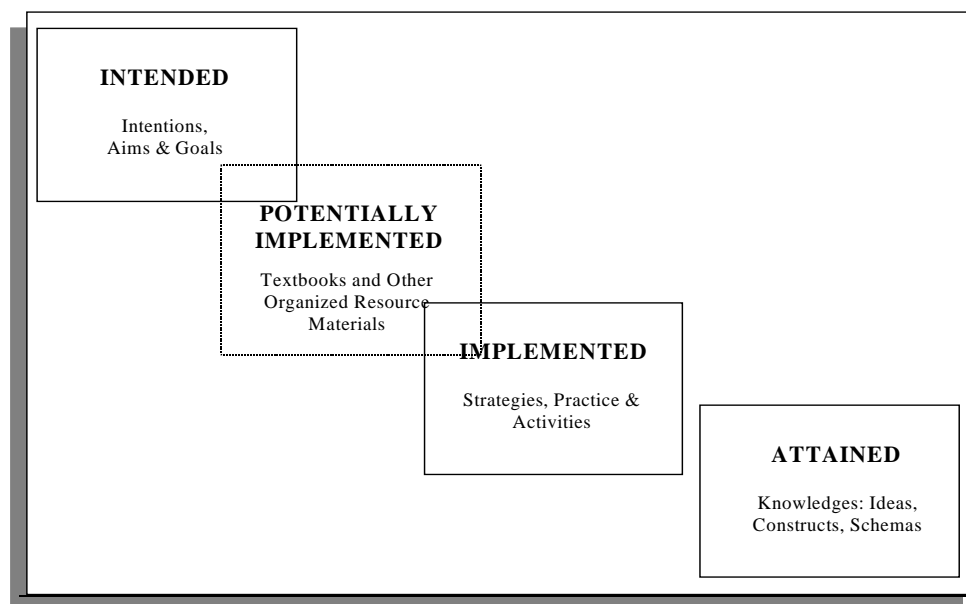 INTENDED
Intentions,
Aims & Goals
POTENTIALLY
IMPLEMENTED
Textbooks and Other
Organized Resource
Materials
IMPLEMENTED
Strategies, Practice &
Activities
ATTAINED
Knowledges: Ideas,
Constructs, Schemas